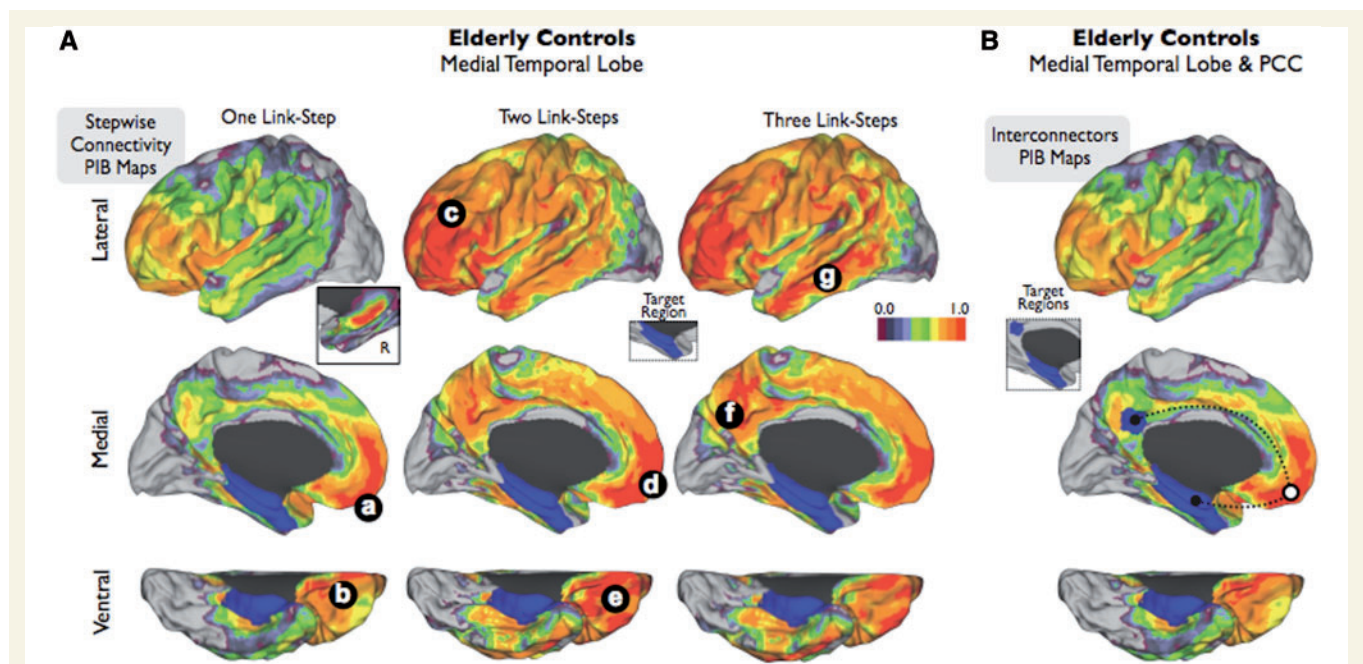 A
Elderly Controls
Medial Temporal Lobe
B
Elderly Controls
Medial Temporal Lobe & PCC
Stepwise
Connectivity
PIB Maps
One Link-Step
Two Link-Steps
Three Link-Steps
Interconnectors
PIB Maps
Lateral
c
g
R
Target
Region
0.0
1.0
Target
Regions
Medial
a
d
f
Ventral
b
e